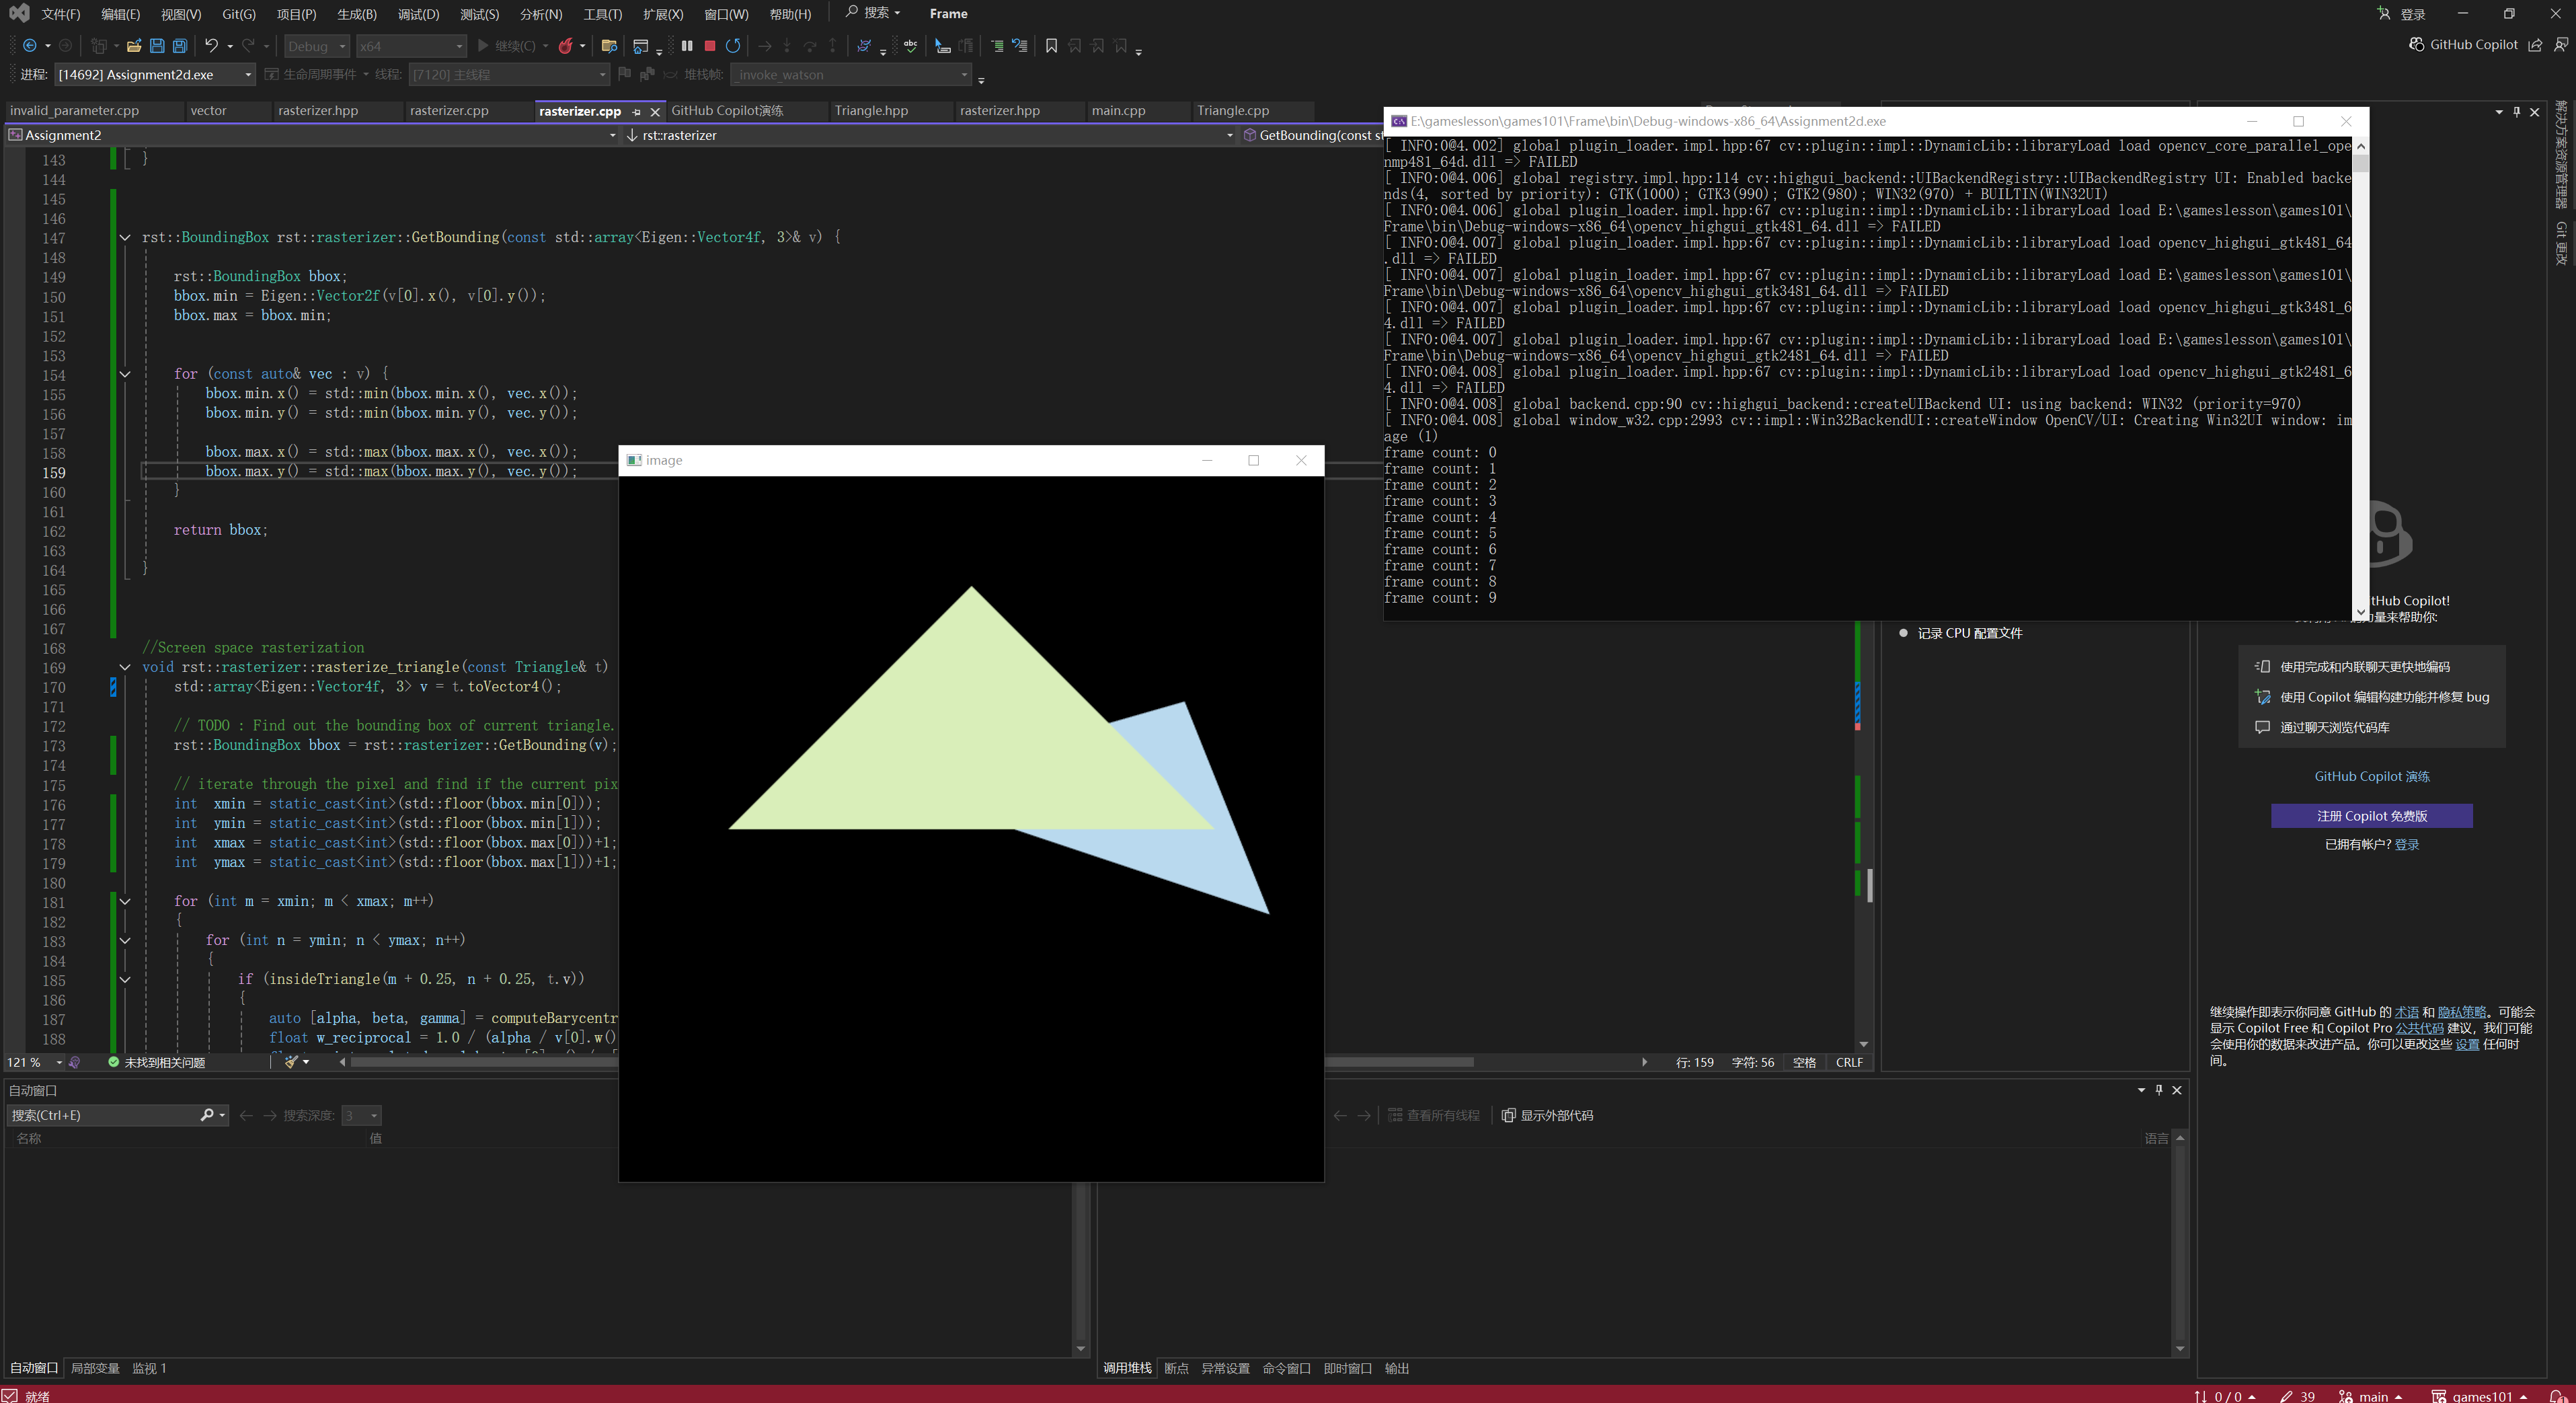 文件(F) 编辑(E) 视图(V) Git(G) 项目(P) 生成(B) 调试(D) 测试(S) 分析(N) 工具(T) 扩展(X) 窗口(W) 帮助(H) 搜索 Frame 登录
Debug x64 继续(C) GitHub Copilot
进程: [14692] Assignment2d.exe 生命周期事件 线程: [7120] 主线程 堆栈帧: _invoke_watson
invalid_parameter.cpp vector rasterizer.hpp rasterizer.cpp rasterizer.cpp GitHub Copilot演练 Triangle.hpp rasterizer.hpp main.cpp Triangle.cpp
Assignment2 rst::rasterizer GetBounding(const st
143 }
144
145
146
147 rst::BoundingBox rst::rasterizer::GetBounding(const std::array<Eigen::Vector4f, 3>& v) {
148
149 rst::BoundingBox bbox;
150 bbox.min = Eigen::Vector2f(v[0].x(), v[0].y());
151 bbox.max = bbox.min;
152
153
154 for (const auto& vec : v) {
155 bbox.min.x() = std::min(bbox.min.x(), vec.x());
156 bbox.min.y() = std::min(bbox.min.y(), vec.y());
157
158 bbox.max.x() = std::max(bbox.max.x(), vec.x());
159 bbox.max.y() = std::max(bbox.max.y(), vec.y());
160 }
161
162 return bbox;
163
164 }
165
166
167
168 //Screen space rasterization
169 void rst::rasterizer::rasterize_triangle(const Triangle& t)
170 std::array<Eigen::Vector4f, 3> v = t.toVector4();
171
172 // TODO : Find out the bounding box of current triangle.
173 rst::BoundingBox bbox = rst::rasterizer::GetBounding(v);
174
175 // iterate through the pixel and find if the current pix
176 int xmin = static_cast<int>(std::floor(bbox.min[0]));
177 int ymin = static_cast<int>(std::floor(bbox.min[1]));
178 int xmax = static_cast<int>(std::floor(bbox.max[0]))+1;
179 int ymax = static_cast<int>(std::floor(bbox.max[1]))+1;
180
181 for (int m = xmin; m < xmax; m++)
182 {
183 for (int n = ymin; n < ymax; n++)
184 {
185 if (insideTriangle(m + 0.25, n + 0.25, t.v))
186 {
187 auto [alpha, beta, gamma] = computeBarycentr
188 float w_reciprocal = 1.0 / (alpha / v[0].w()
121 % 未找到相关问题 行: 159 字符: 56 空格 CRLF
image
E:\gameslesson\games101\Frame\bin\Debug-windows-x86_64\Assignment2d.exe
[ INFO:0@4.002] global plugin_loader.impl.hpp:67 cv::plugin::impl::DynamicLib::libraryLoad load opencv_core_parallel_ope
nmp481_64d.dll => FAILED
[ INFO:0@4.006] global registry.impl.hpp:114 cv::highgui_backend::UIBackendRegistry::UIBackendRegistry UI: Enabled backe
nds(4, sorted by priority): GTK(1000); GTK3(990); GTK2(980); WIN32(970) + BUILTIN(WIN32UI)
[ INFO:0@4.006] global plugin_loader.impl.hpp:67 cv::plugin::impl::DynamicLib::libraryLoad load E:\gameslesson\games101\
Frame\bin\Debug-windows-x86_64\opencv_highgui_gtk481_64.dll => FAILED
[ INFO:0@4.007] global plugin_loader.impl.hpp:67 cv::plugin::impl::DynamicLib::libraryLoad load opencv_highgui_gtk481_64
.dll => FAILED
[ INFO:0@4.007] global plugin_loader.impl.hpp:67 cv::plugin::impl::DynamicLib::libraryLoad load E:\gameslesson\games101\
Frame\bin\Debug-windows-x86_64\opencv_highgui_gtk3481_64.dll => FAILED
[ INFO:0@4.007] global plugin_loader.impl.hpp:67 cv::plugin::impl::DynamicLib::libraryLoad load opencv_highgui_gtk3481_6
4.dll => FAILED
[ INFO:0@4.007] global plugin_loader.impl.hpp:67 cv::plugin::impl::DynamicLib::libraryLoad load E:\gameslesson\games101\
Frame\bin\Debug-windows-x86_64\opencv_highgui_gtk2481_64.dll => FAILED
[ INFO:0@4.008] global plugin_loader.impl.hpp:67 cv::plugin::impl::DynamicLib::libraryLoad load opencv_highgui_gtk2481_6
4.dll => FAILED
[ INFO:0@4.008] global backend.cpp:90 cv::highgui_backend::createUIBackend UI: using backend: WIN32 (priority=970)
[ INFO:0@4.008] global window_w32.cpp:2993 cv::impl::Win32BackendUI::createWindow OpenCV/UI: Creating Win32UI window: im
age (1)
frame count: 0
frame count: 1
frame count: 2
frame count: 3
frame count: 4
frame count: 5
frame count: 6
frame count: 7
frame count: 8
frame count: 9
记录 CPU 配置文件
解决方案资源管理器
Git 更改
tHub Copilot!
量来帮助你:
使用完成和内联聊天更快地编码
使用 Copilot 编辑构建功能并修复 bug
通过聊天浏览代码库
GitHub Copilot 演练
注册 Copilot 免费版
已拥有帐户? 登录
继续操作即表示你同意 GitHub 的 术语 和 隐私策略。可能会
显示 Copilot Free 和 Copilot Pro 公共代码 建议，我们可能
会使用你的数据来改进产品。你可以更改这些 设置 任何时
间。
自动窗口
搜索(Ctrl+E) 搜索深度: 3
名称 值
查看所有线程 显示外部代码
语言
自动窗口 局部变量 监视 1
调用堆栈 断点 异常设置 命令窗口 即时窗口 输出
就绪 0 / 0 39 main games101